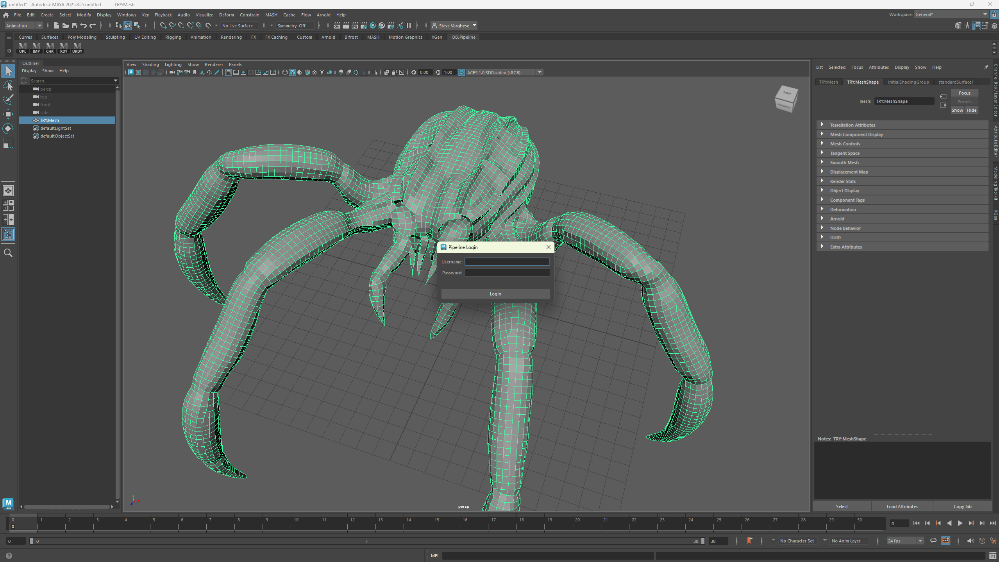 untitled* - Autodesk MAYA 2025.3.2: untitled --- TRY:Mesh
File Edit Create Select Modify Display Windows Key Playback Audio Visualize Deform Constrain MASH Cache Flow Arnold Help
Workspace: General*
Animation No Live Surface Symmetry: Off IPR Steve Varghese
Curves Surfaces Poly Modeling Sculpting UV Editing Rigging Animation Rendering FX FX Caching Custom Arnold Bifrost MASH Motion Graphics XGen OBJPipeline
UPL IMP CHK RDY URDY
Outliner
Display Show Help
Search...
persp
top
front
side
TRY:Mesh
defaultLightSet
defaultObjectSet
View Shading Lighting Show Renderer Panels
0.00 1.00 ACES 1.0 SDR-video (sRGB)
TOP
FRONT
Pipeline Login
Username:
Password:
Login
persp
y
x
z
List Selected Focus Attributes Display Show Help
TRY:Mesh TRY:MeshShape initialShadingGroup standardSurface1
mesh: TRY:MeshShape
Focus
Presets
Show Hide
Tessellation Attributes
Mesh Component Display
Mesh Controls
Tangent Space
Smooth Mesh
Displacement Map
Render Stats
Object Display
Component Tags
Deformation
Arnold
Node Behavior
UUID
Extra Attributes
Notes: TRY:MeshShape
Select Load Attributes Copy Tab
Channel Box / Layer Editor
Attribute Editor
Modeling Toolkit
XGen
M
AYA
0 1 2 3 4 5 6 7 8 9 10 11 12 13 14 15 16 17 18 19 20 21 22 23 24 25 26 27 28 29 30
0
0
0 0 30 30 No Character Set No Anim Layer 24 fps
MEL